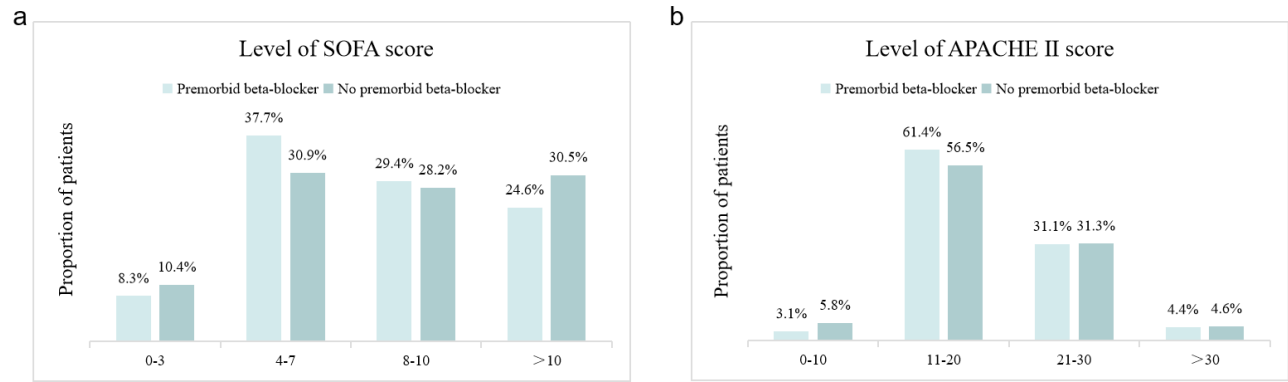 a
Level of SOFA score
Premorbid beta-blocker No premorbid beta-blocker
Proportion of patients
8.3% 10.4% 37.7% 30.9% 29.4% 28.2% 24.6% 30.5%
0-3 4-7 8-10 ＞10
b
Level of APACHE II score
Premorbid beta-blocker No premorbid beta-blocker
Proportion of patients
3.1% 5.8% 61.4% 56.5% 31.1% 31.3% 4.4% 4.6%
0-10 11-20 21-30 ＞30